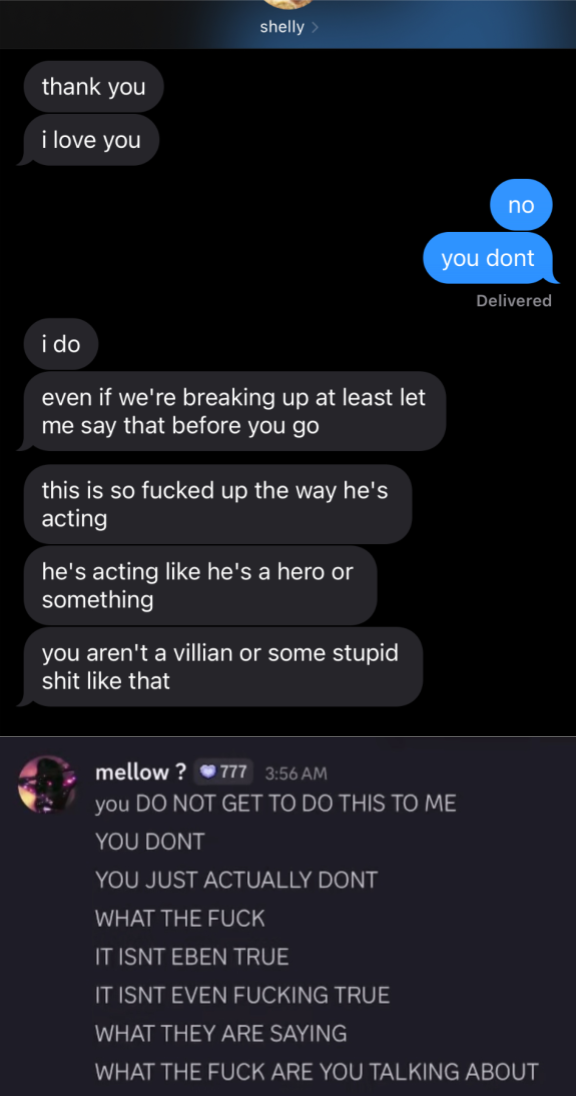 shelly
thank you
i love you
no
you dont
Delivered
i do
even if we're breaking up at least let
me say that before you go
this is so fucked up the way he's
acting
he's acting like he's a hero or
something
you aren't a villian or some stupid
shit like that
mellow ? 777 3:56 AM
you DO NOT GET TO DO THIS TO ME
YOU DONT
YOU JUST ACTUALLY DONT
WHAT THE FUCK
IT ISNT EBEN TRUE
IT ISNT EVEN FUCKING TRUE
WHAT THEY ARE SAYING
WHAT THE FUCK ARE YOU TALKING ABOUT